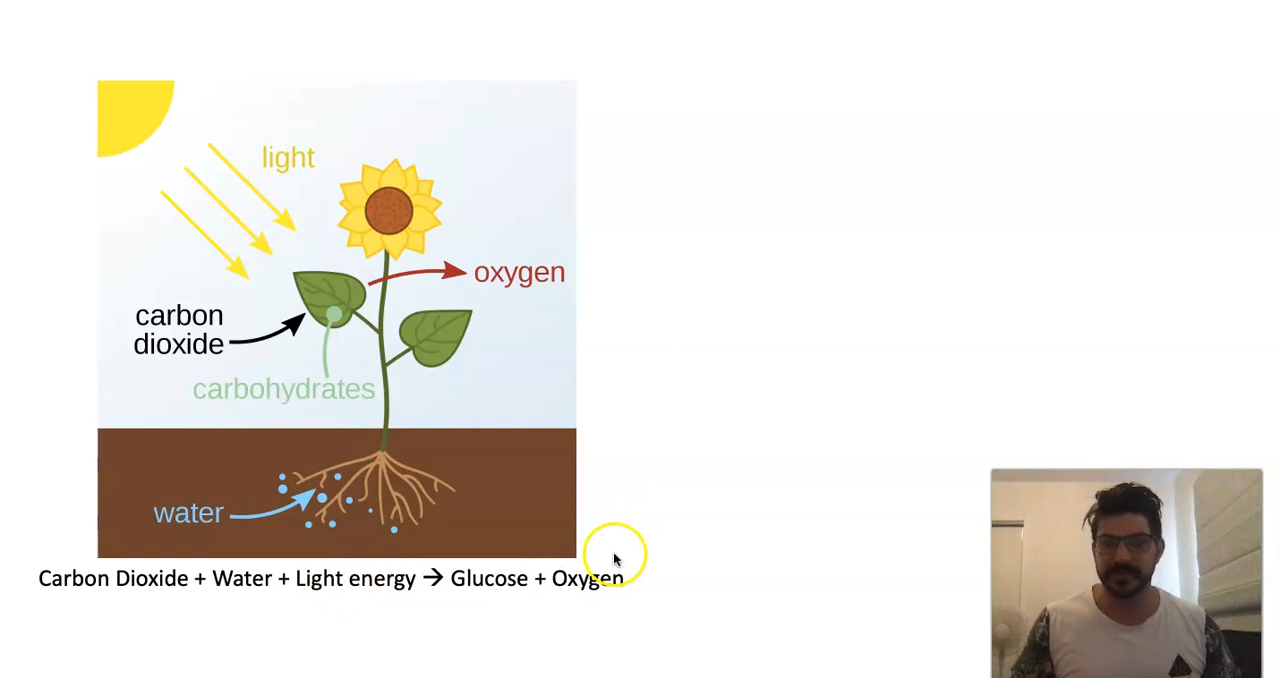 light
oxygen
carbon
dioxide
carbohydrates
water
Carbon Dioxide + Water + Light energy → Glucose + Oxygen